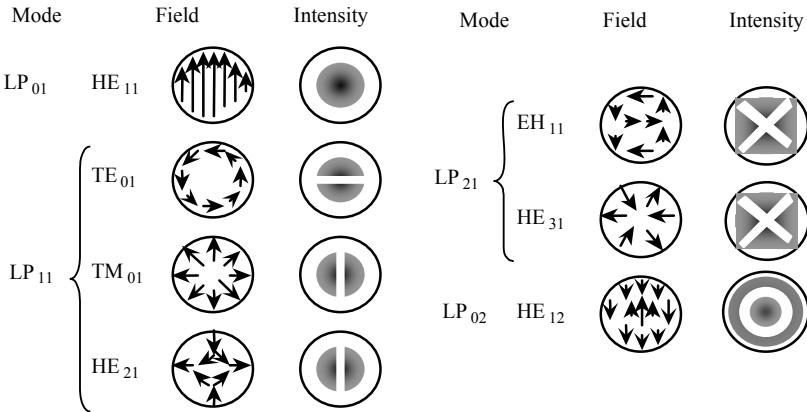 Mode Field Intensity
LP01 HE11
LP11
TE01
TM01
HE21
Mode Field Intensity
LP21
EH11
HE31
LP02 HE12